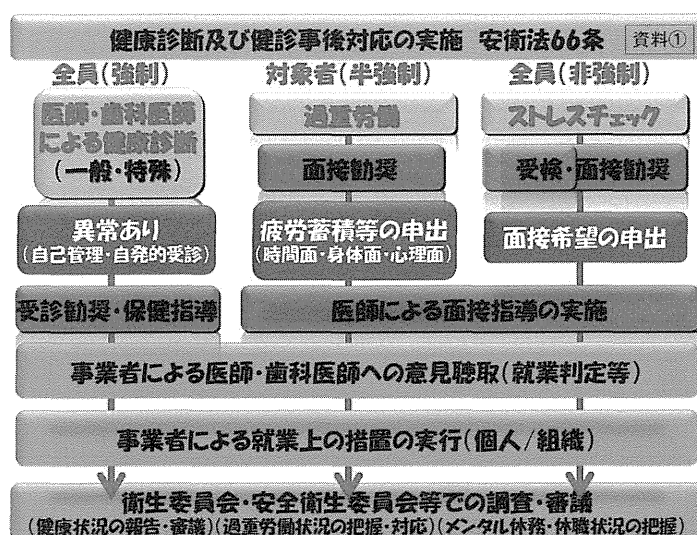 健康診断及び健診事後対応の実施 安衛法66条 資料①
全員(強制) 対象者(半強制) 全員(非強制)
医師・歯科医師
による健康診断
(一般・特殊)
過重労働
ストレスチェック
面接勧奨
受検・面接勧奨
異常あり
(自己管理・自発的受診)
疲労蓄積等の申出
(時間面・身体面・心理面)
面接希望の申出
受診勧奨・保健指導
医師による面接指導の実施
事業者による医師・歯科医師への意見聴取(就業判定等)
事業者による就業上の措置の実行(個人/組織)
衛生委員会・安全衛生委員会等での調査・審議
(健康状況の報告・審議)(過重労働状況の把握・対応)(メンタル休務・休職状況の把握)